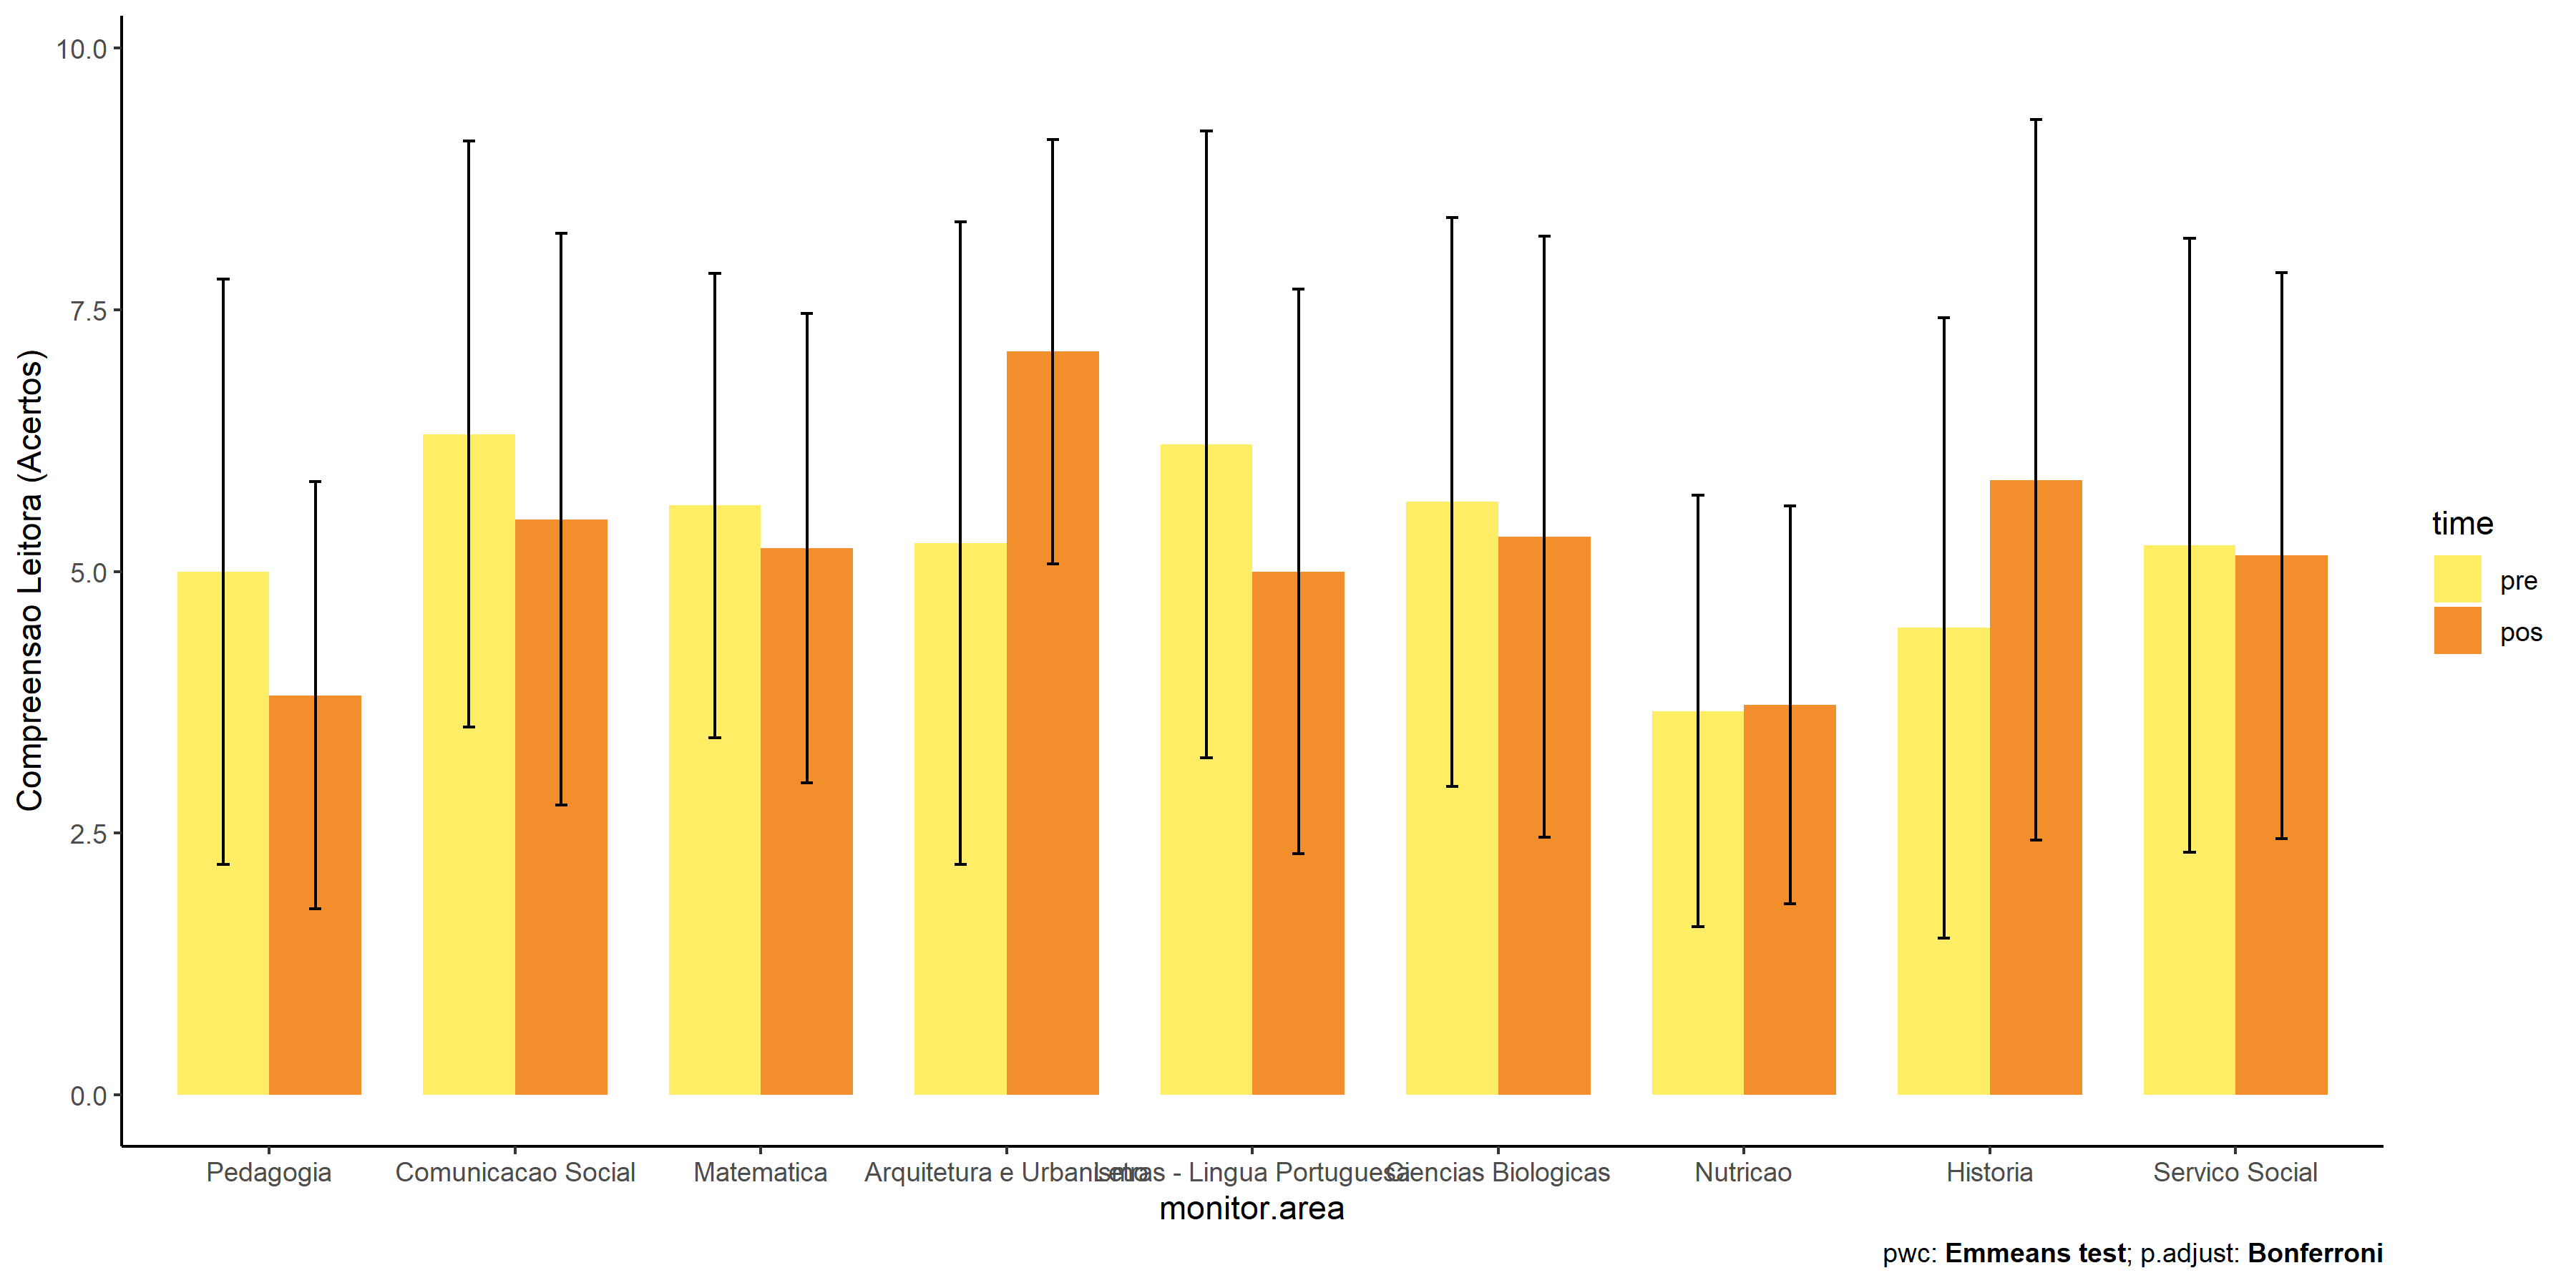 Compreensao Leitora (Acertos)
10.0
7.5
5.0
2.5
0.0
Pedagogia
Comunicacao Social
Matematica
Arquitetura e Urbanismo
Letras - Lingua Portuguesa
Ciencias Biologicas
Nutricao
Historia
Servico Social
monitor.area
time
pre
pos
pwc: Emmeans test; p.adjust: Bonferroni